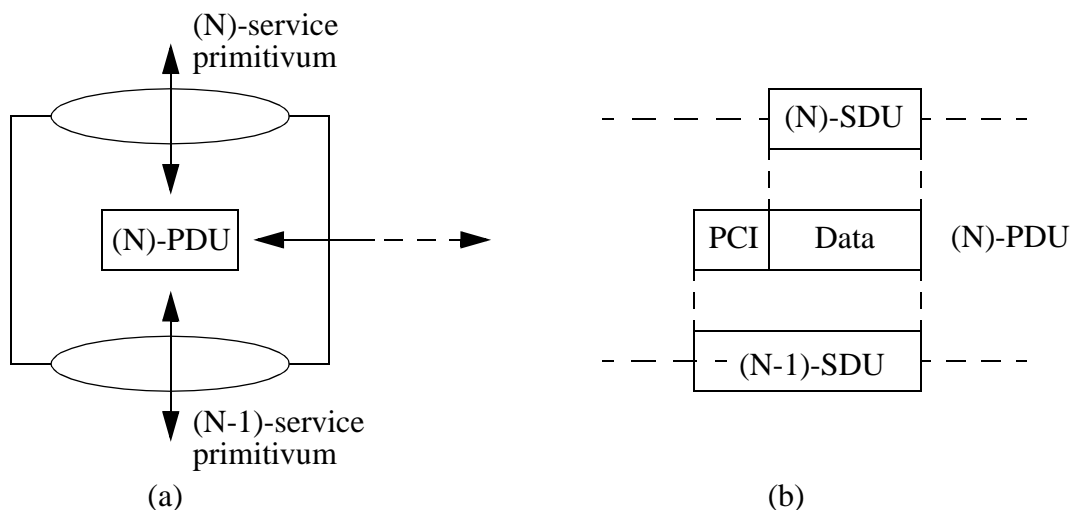 (N)-service
primitivum
(N)-PDU
(N-1)-service
primitivum
(a)
(N)-SDU
PCI
Data
(N)-PDU
(N-1)-SDU
(b)